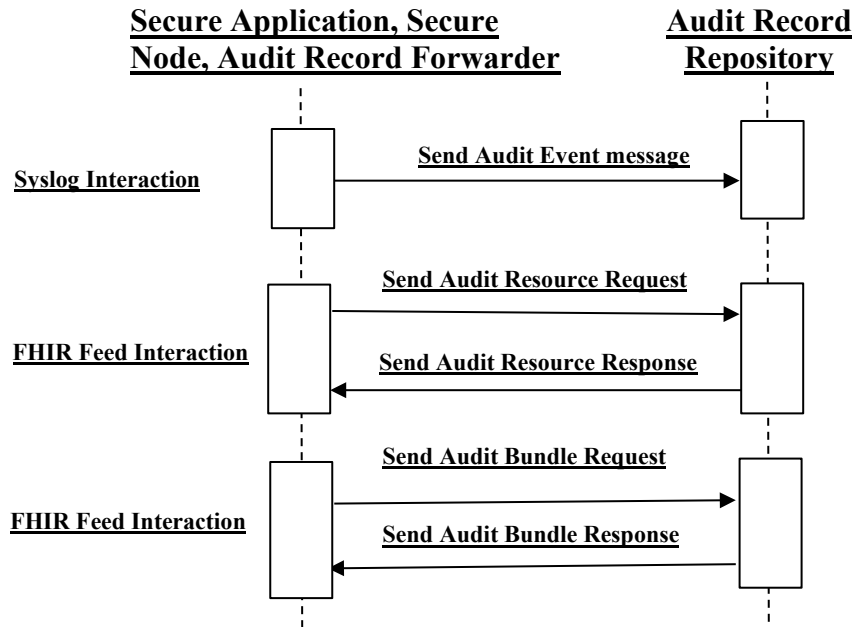 Secure Application, Secure
Node, Audit Record Forwarder
Audit Record
Repository
Send Audit Event message
Syslog Interaction
Send Audit Resource Request
FHIR Feed Interaction
Send Audit Resource Response
Send Audit Bundle Request
FHIR Feed Interaction
Send Audit Bundle Response